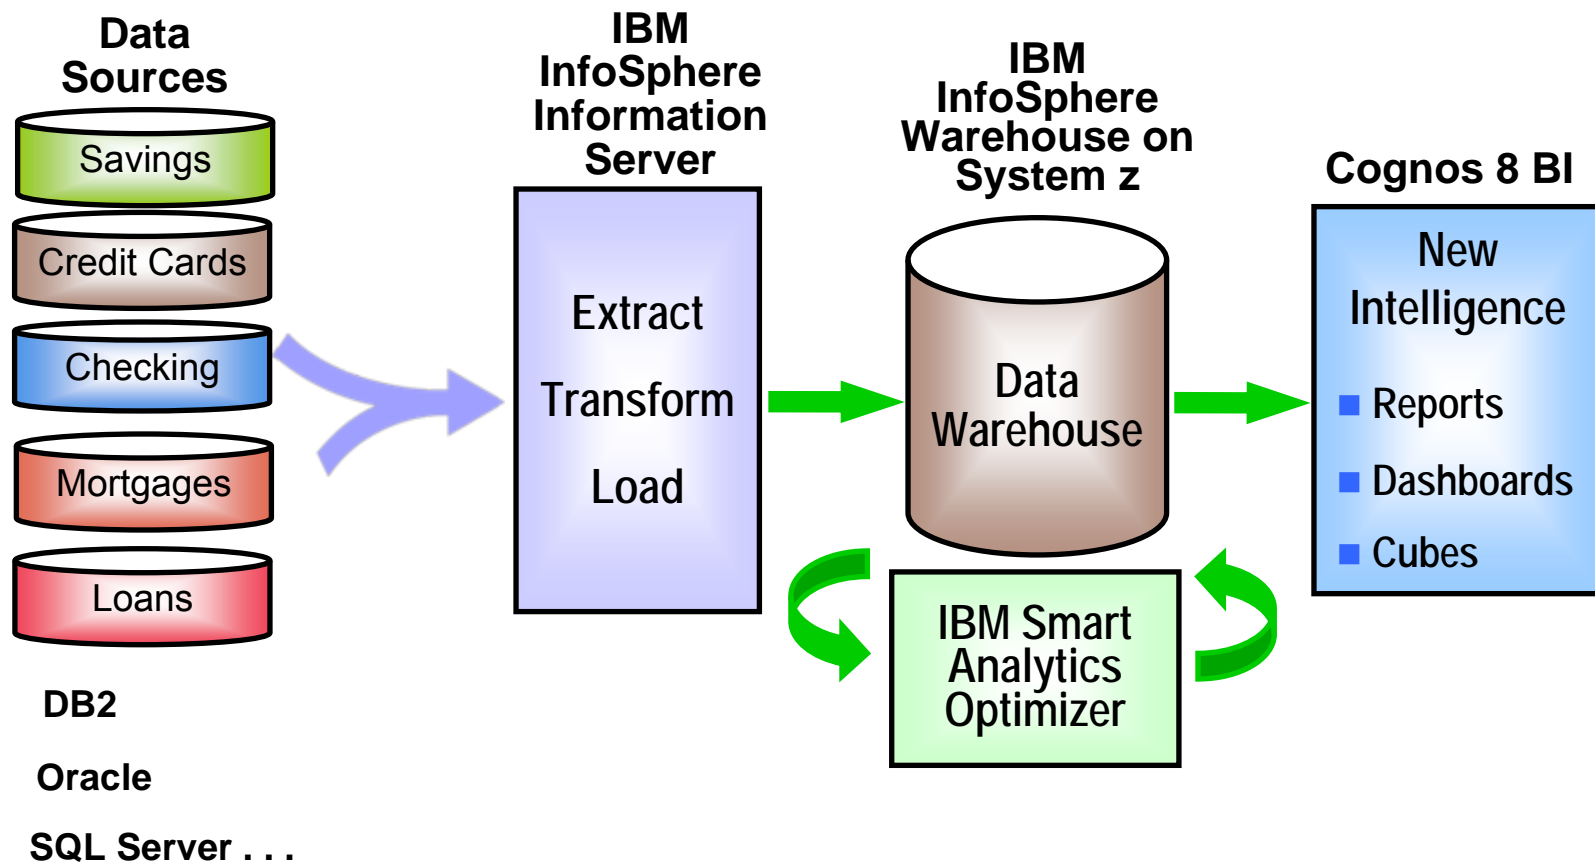 Data
Sources
Savings
Credit Cards
Checking
Mortgages
Loans
DB2
Oracle
SQL Server . . .
IBM
InfoSphere
Information
Server
Extract
Transform
Load
IBM
InfoSphere
Warehouse on
System z
Data
Warehouse
IBM Smart
Analytics
Optimizer
Cognos 8 BI
New
Intelligence
Reports
Dashboards
Cubes